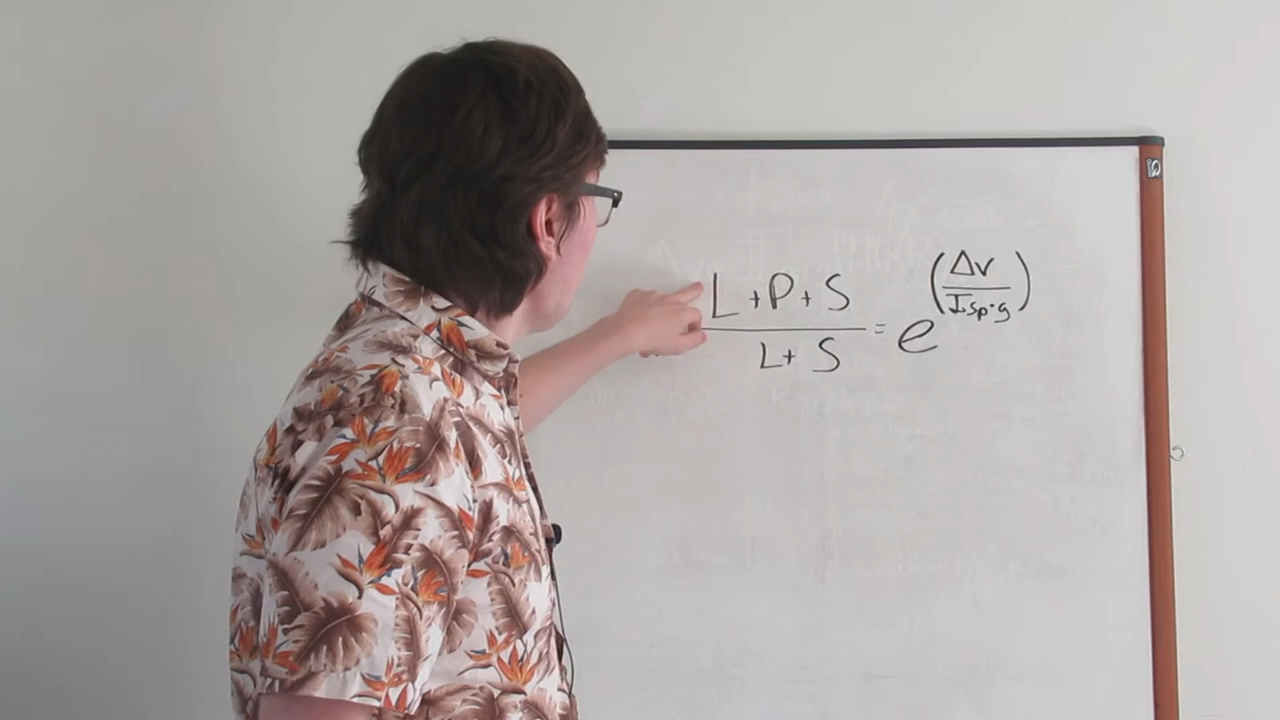 L+P+S
L+S
= e
(Δv
Isp·g)